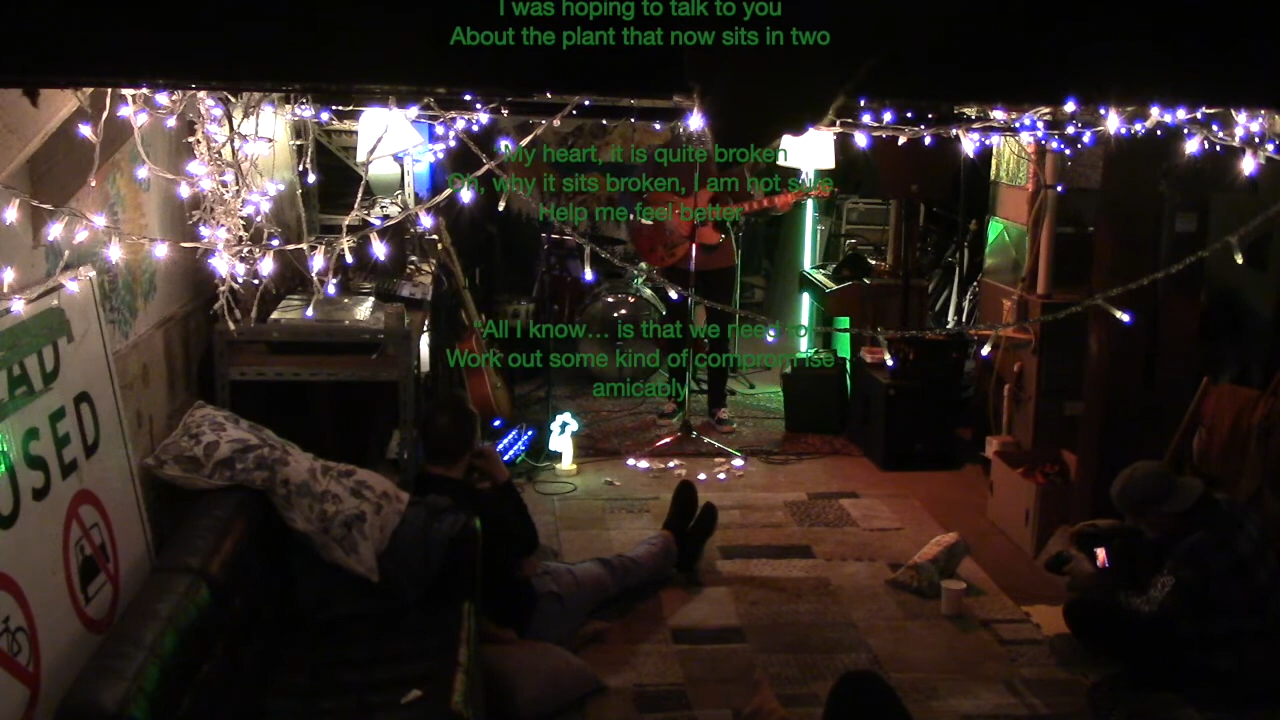 I was hoping to talk to you
About the plant that now sits in two
"My heart, it is quite broken
Oh, why it sits broken, I am not sure
Help me feel better
"All I know... is that we need to
Work out some kind of compromise
amicably
AD
USED